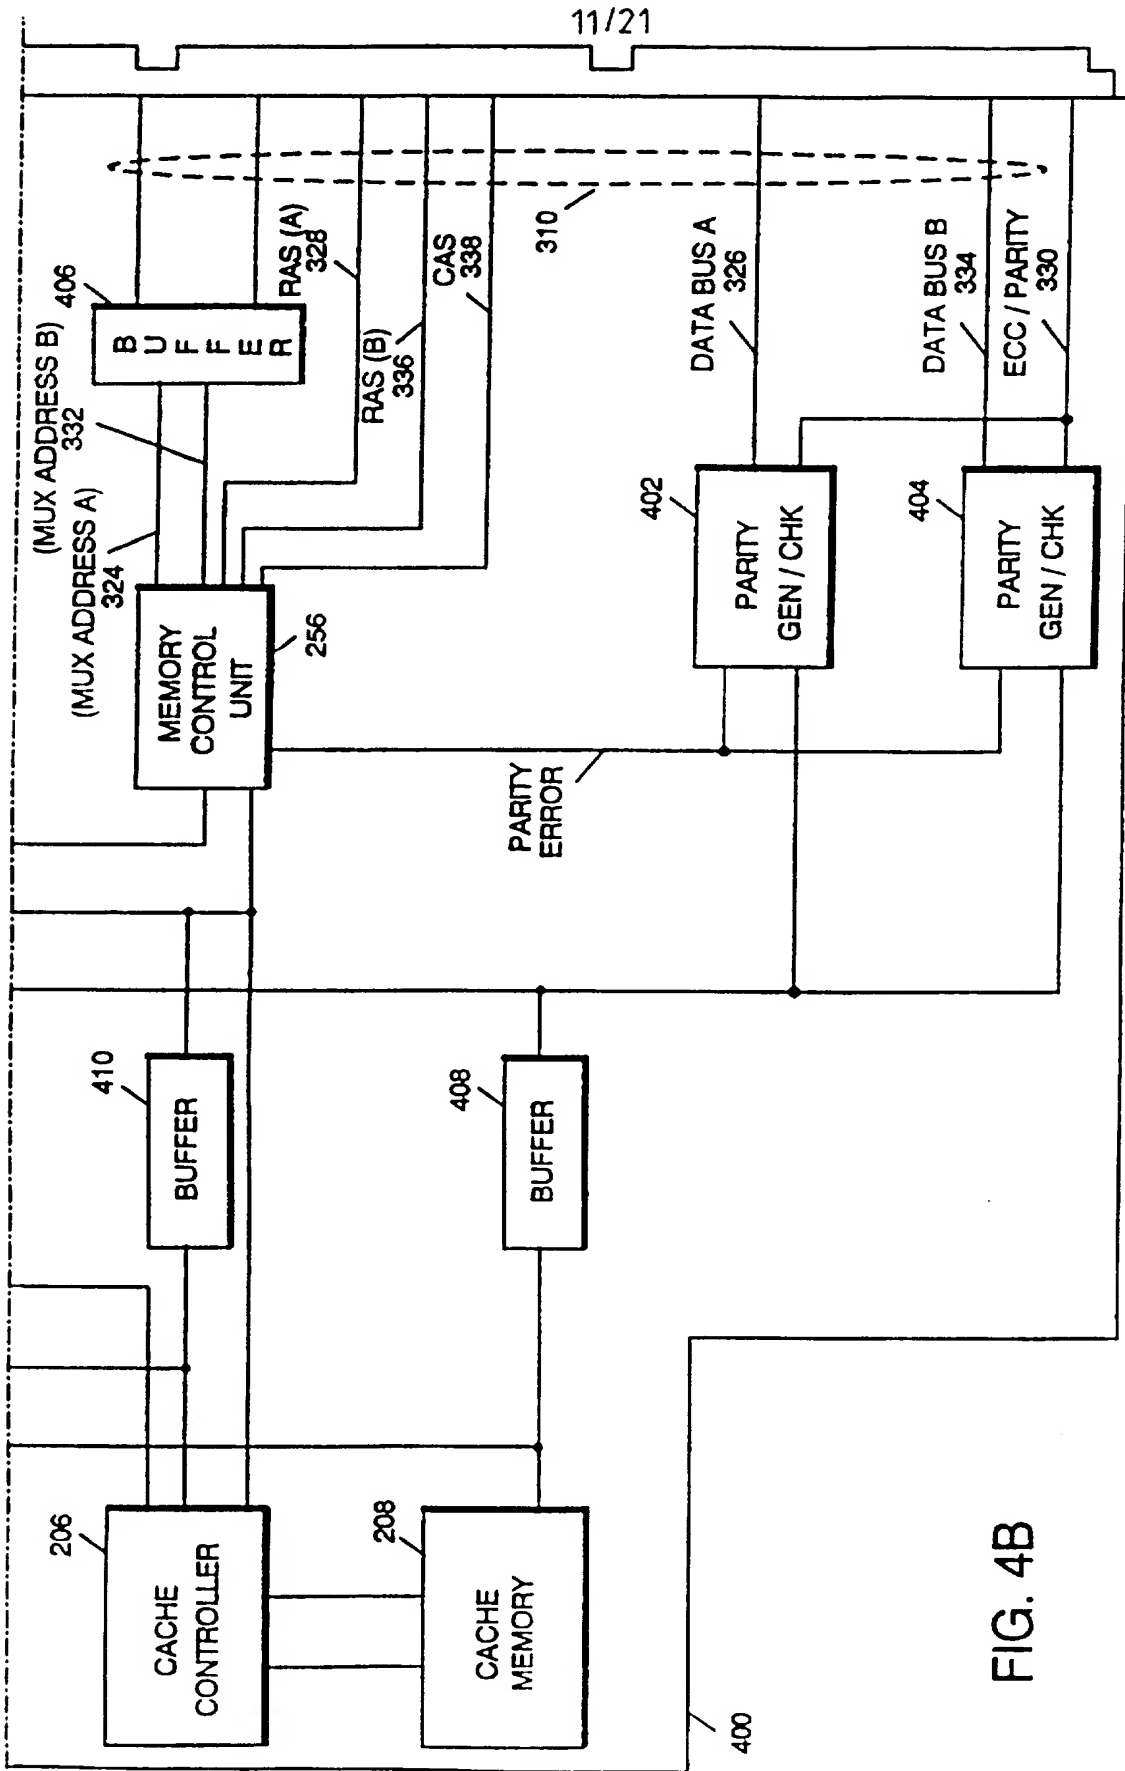 11/21
406
BUFFER
(MUX ADDRESS B)
332
(MUX ADDRESS A)
324
RAS (A)
328
RAS (B)
336
CAS
338
310
DATA BUS A
326
DATA BUS B
334
ECC / PARITY
330
MEMORY
CONTROL
UNIT
256
402
PARITY
GEN / CHK
404
PARITY
GEN / CHK
PARITY
ERROR
410
BUFFER
408
BUFFER
206
CACHE
CONTROLLER
208
CACHE
MEMORY
400
FIG. 4B